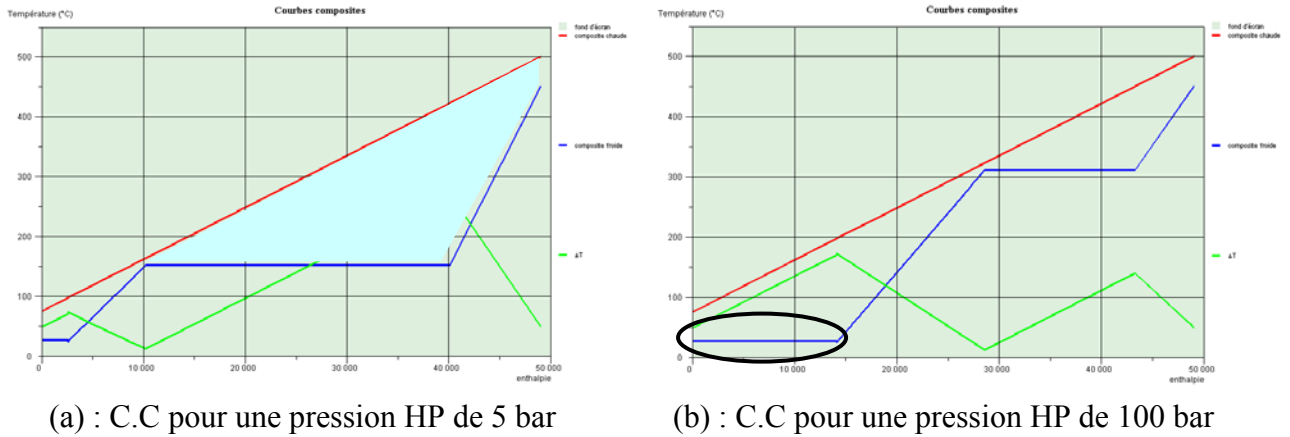 Température (°C)
Courbes composites
fond d'écran
composite chaude
500
400
composite froide
300
200
ΔT
100
0
0
10 000
20 000
30 000
40 000
50 000
enthalpie
(a) : C.C pour une pression HP de 5 bar
Température (°C)
Courbes composites
fond d'écran
composite chaude
500
400
composite froide
300
200
ΔT
100
0
0
10 000
20 000
30 000
40 000
50 000
enthalpie
(b) : C.C pour une pression HP de 100 bar